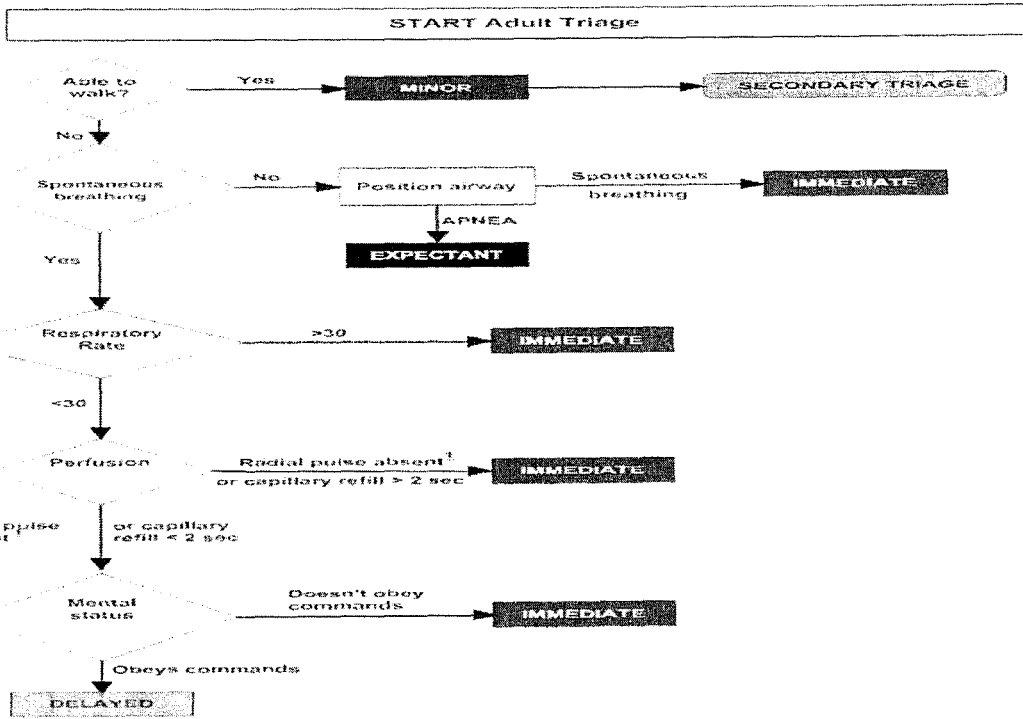 START Adult Triage
Able to
walk?
Yes
MINOR
SECONDARY TRIAGE
No
Spontaneous
breathing
No
Position airway
Spontaneous
breathing
IMMEDIATE
APNEA
EXPECTANT
Yes
Respiratory
Rate
>30
IMMEDIATE
<30
Perfusion
Radial pulse absent¹
or capillary refill > 2 sec
IMMEDIATE
pulse
or capillary
refill < 2 sec
Mental
status
Doesn't obey
commands
IMMEDIATE
Obeys commands
DELAYED